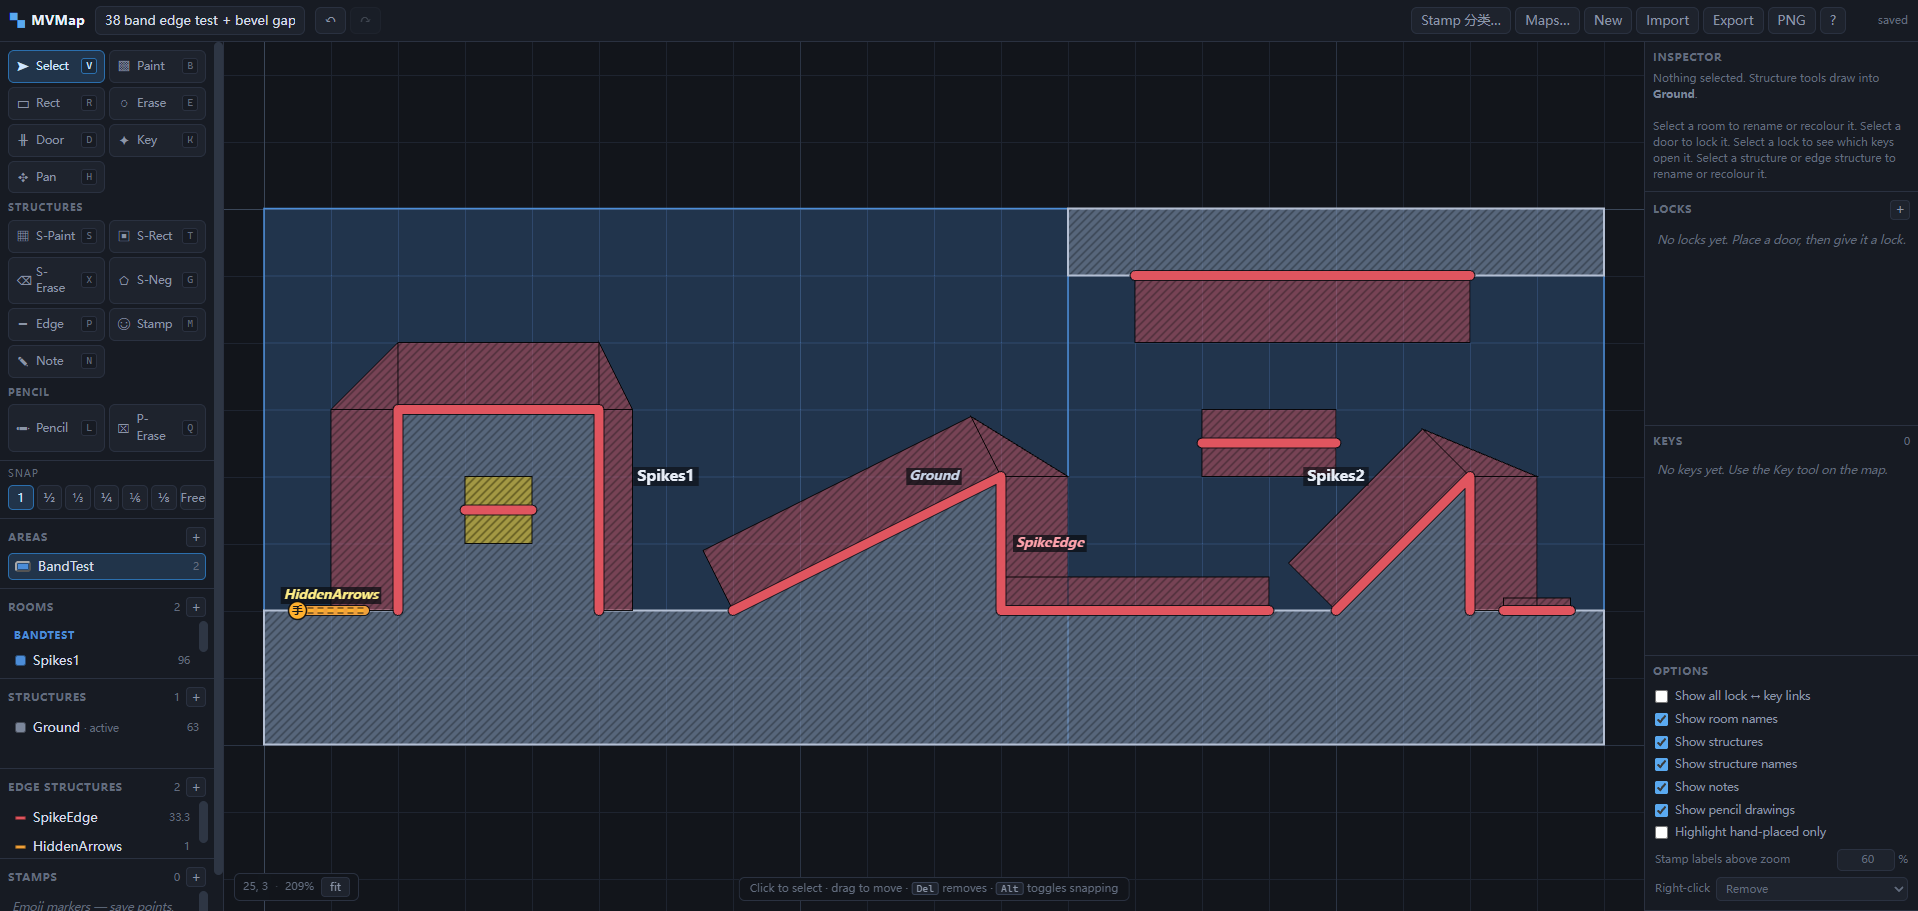 MVMap
38 band edge test + bevel gap
Stamp 分类...
Maps...
New
Import
Export
PNG
?
saved
Select V
Paint B
Rect R
Erase E
Door D
Key K
Pan H
STRUCTURES
S-Paint S
S-Rect T
S-Erase X
S-Neg G
Edge P
Stamp M
Note N
PENCIL
Pencil L
P-Erase Q
SNAP
1 ½ ⅓ ¼ ⅙ ⅛ Free
AREAS +
BandTest 2
ROOMS 2 +
BANDTEST
Spikes1 96
STRUCTURES 1 +
Ground · active 63
EDGE STRUCTURES 2 +
SpikeEdge 33.3
HiddenArrows 1
STAMPS 0 +
Emoji markers — save points,
Spikes1
Ground
SpikeEdge
Spikes2
HiddenArrows
手
25, 3 · 209% fit
Click to select · drag to move · Del removes · Alt toggles snapping
INSPECTOR
Nothing selected. Structure tools draw into
Ground.
Select a room to rename or recolour it. Select a
door to lock it. Select a lock to see which keys
open it. Select a structure or edge structure to
rename or recolour it.
LOCKS +
No locks yet. Place a door, then give it a lock.
KEYS 0
No keys yet. Use the Key tool on the map.
OPTIONS
Show all lock ↔ key links
Show room names
Show structures
Show structure names
Show notes
Show pencil drawings
Highlight hand-placed only
Stamp labels above zoom 60 %
Right-click Remove